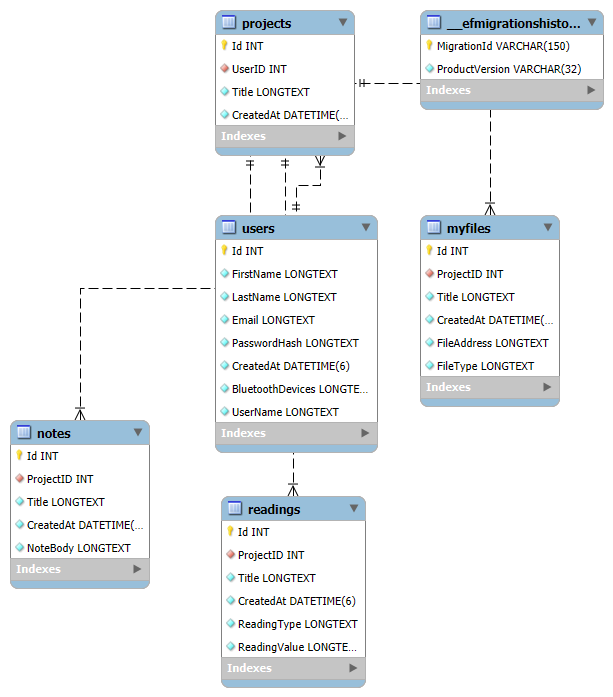 projects
Id INT
UserID INT
Title LONGTEXT
CreatedAt DATETIME(...
Indexes
__efmigrationshisto...
MigrationId VARCHAR(150)
ProductVersion VARCHAR(32)
Indexes
users
Id INT
FirstName LONGTEXT
LastName LONGTEXT
Email LONGTEXT
PasswordHash LONGTEXT
CreatedAt DATETIME(6)
BluetoothDevices LONGTE...
UserName LONGTEXT
Indexes
myfiles
Id INT
ProjectID INT
Title LONGTEXT
CreatedAt DATETIME(...
FileAddress LONGTEXT
FileType LONGTEXT
Indexes
notes
Id INT
ProjectID INT
Title LONGTEXT
CreatedAt DATETIME(...
NoteBody LONGTEXT
Indexes
readings
Id INT
ProjectID INT
Title LONGTEXT
CreatedAt DATETIME(6)
ReadingType LONGTEXT
ReadingValue LONGTE...
Indexes